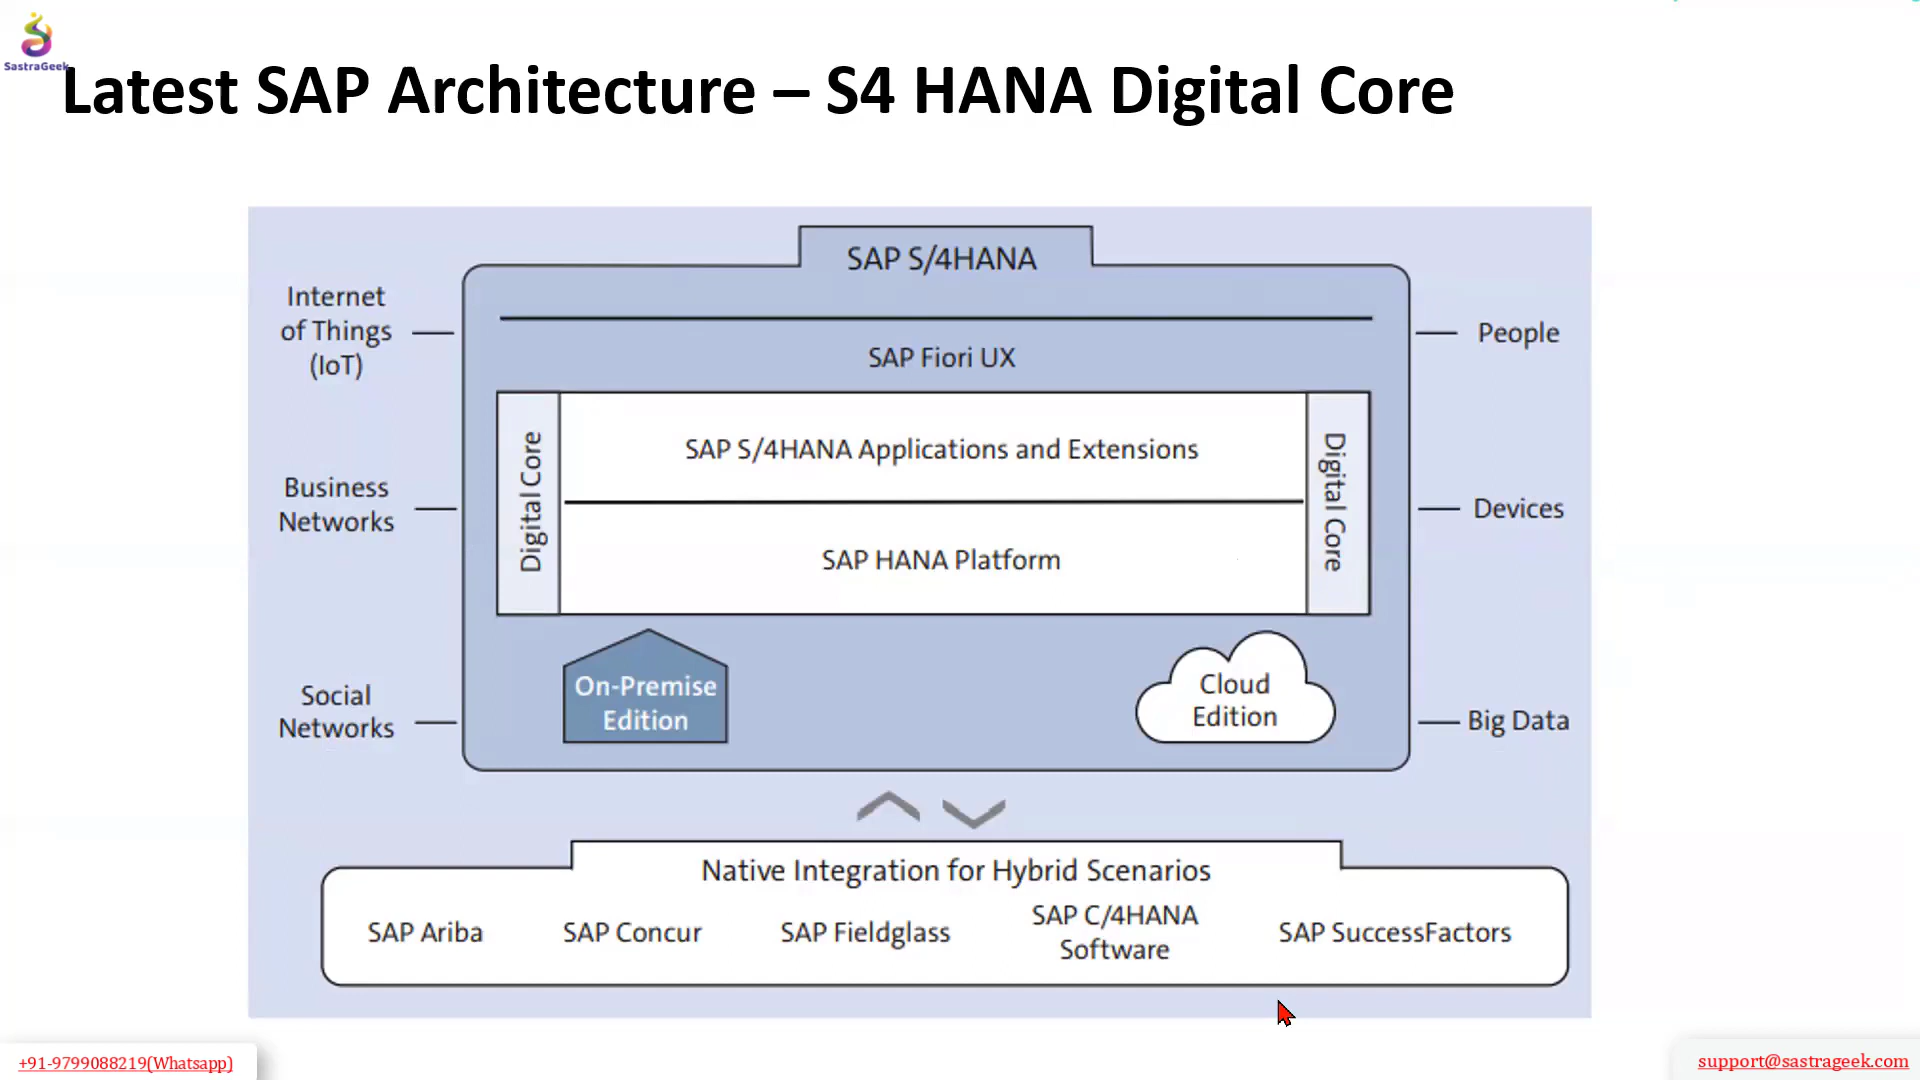 SastraGeek
Latest SAP Architecture – S4 HANA Digital Core
SAP S/4HANA
Internet
of Things
(IoT)
People
SAP Fiori UX
Digital Core
SAP S/4HANA Applications and Extensions
Digital Core
Business
Networks
Devices
SAP HANA Platform
On-Premise
Edition
Cloud
Edition
Social
Networks
Big Data
Native Integration for Hybrid Scenarios
SAP Ariba
SAP Concur
SAP Fieldglass
SAP C/4HANA
Software
SAP SuccessFactors
+91-9799088219(Whatsapp)
support@sastrageek.com